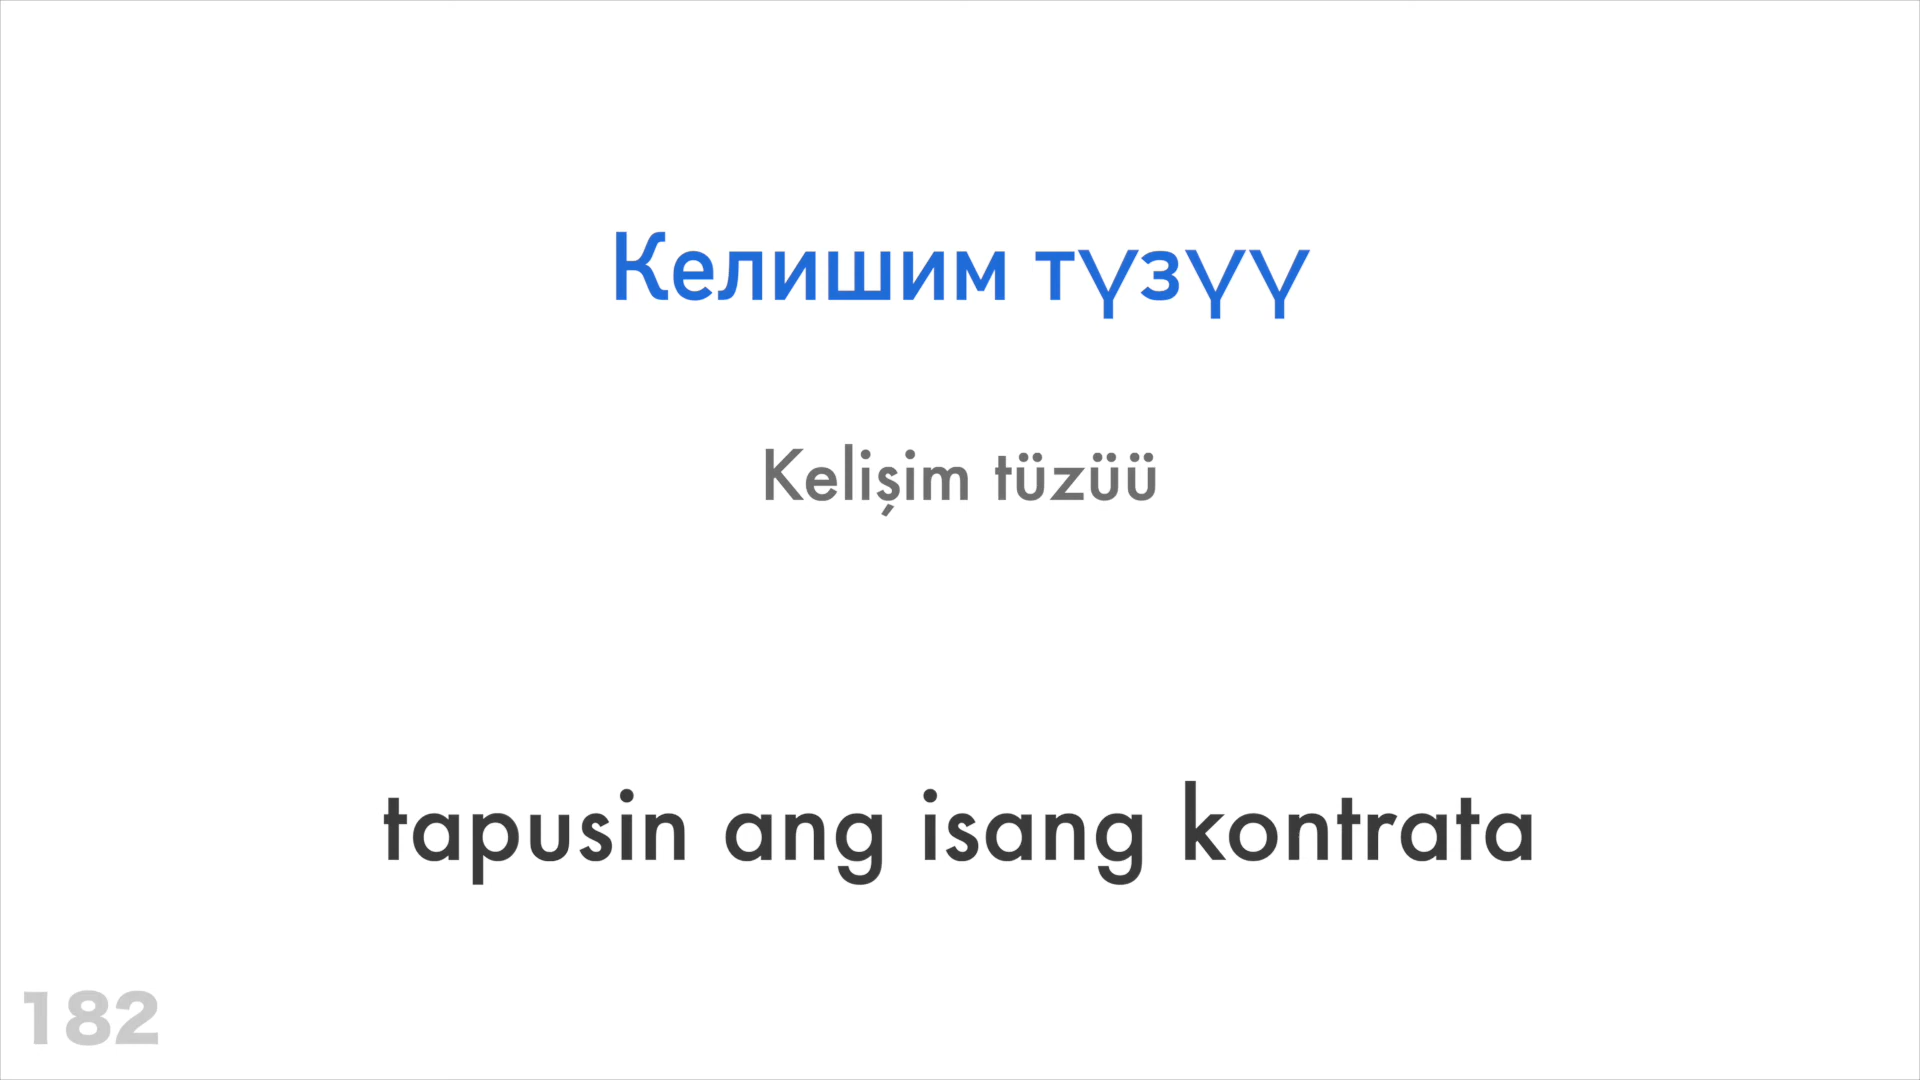 Келишим түзүү
Kelişim tüzüü
tapusin ang isang kontrata
182